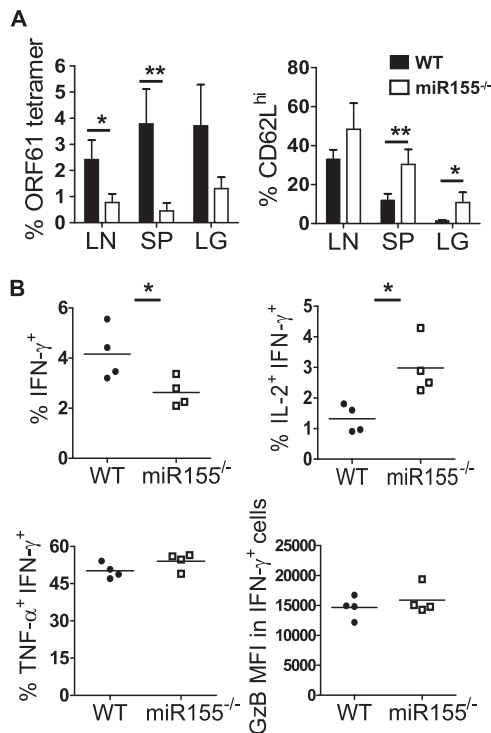 A
% ORF61 tetramer
6
5
4
3
2
1
0
*
**
LN SP LG
% CD62L^hi
80
60
40
20
0
WT
miR155^-/-
**
*
LN SP LG
B
% IFN-γ^+
6
4
2
0
*
WT miR155^-/-
% IL-2^+ IFN-γ^+
5
4
3
2
1
0
*
WT miR155^-/-
% TNF-α^+ IFN-γ^+
60
45
30
15
0
WT miR155^-/-
GzB MFI in IFN-γ^+ cells
25000
20000
15000
10000
5000
0
WT miR155^-/-